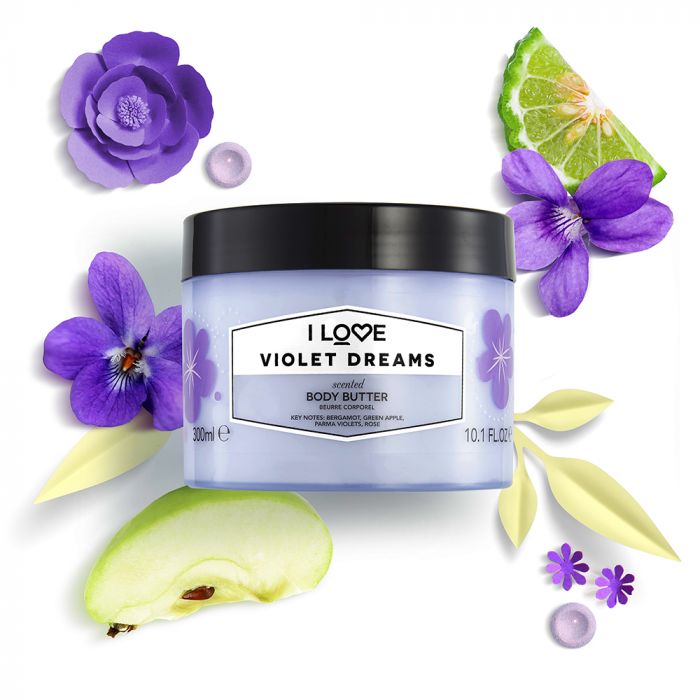 I LOVE
VIOLET DREAMS
scented
BODY BUTTER
BEURRE CORPOREL
KEY NOTES: BERGAMOT, GREEN APPLE,
PARMA VIOLETS, ROSE
300ml ℮
10.1 FL.OZ ℮